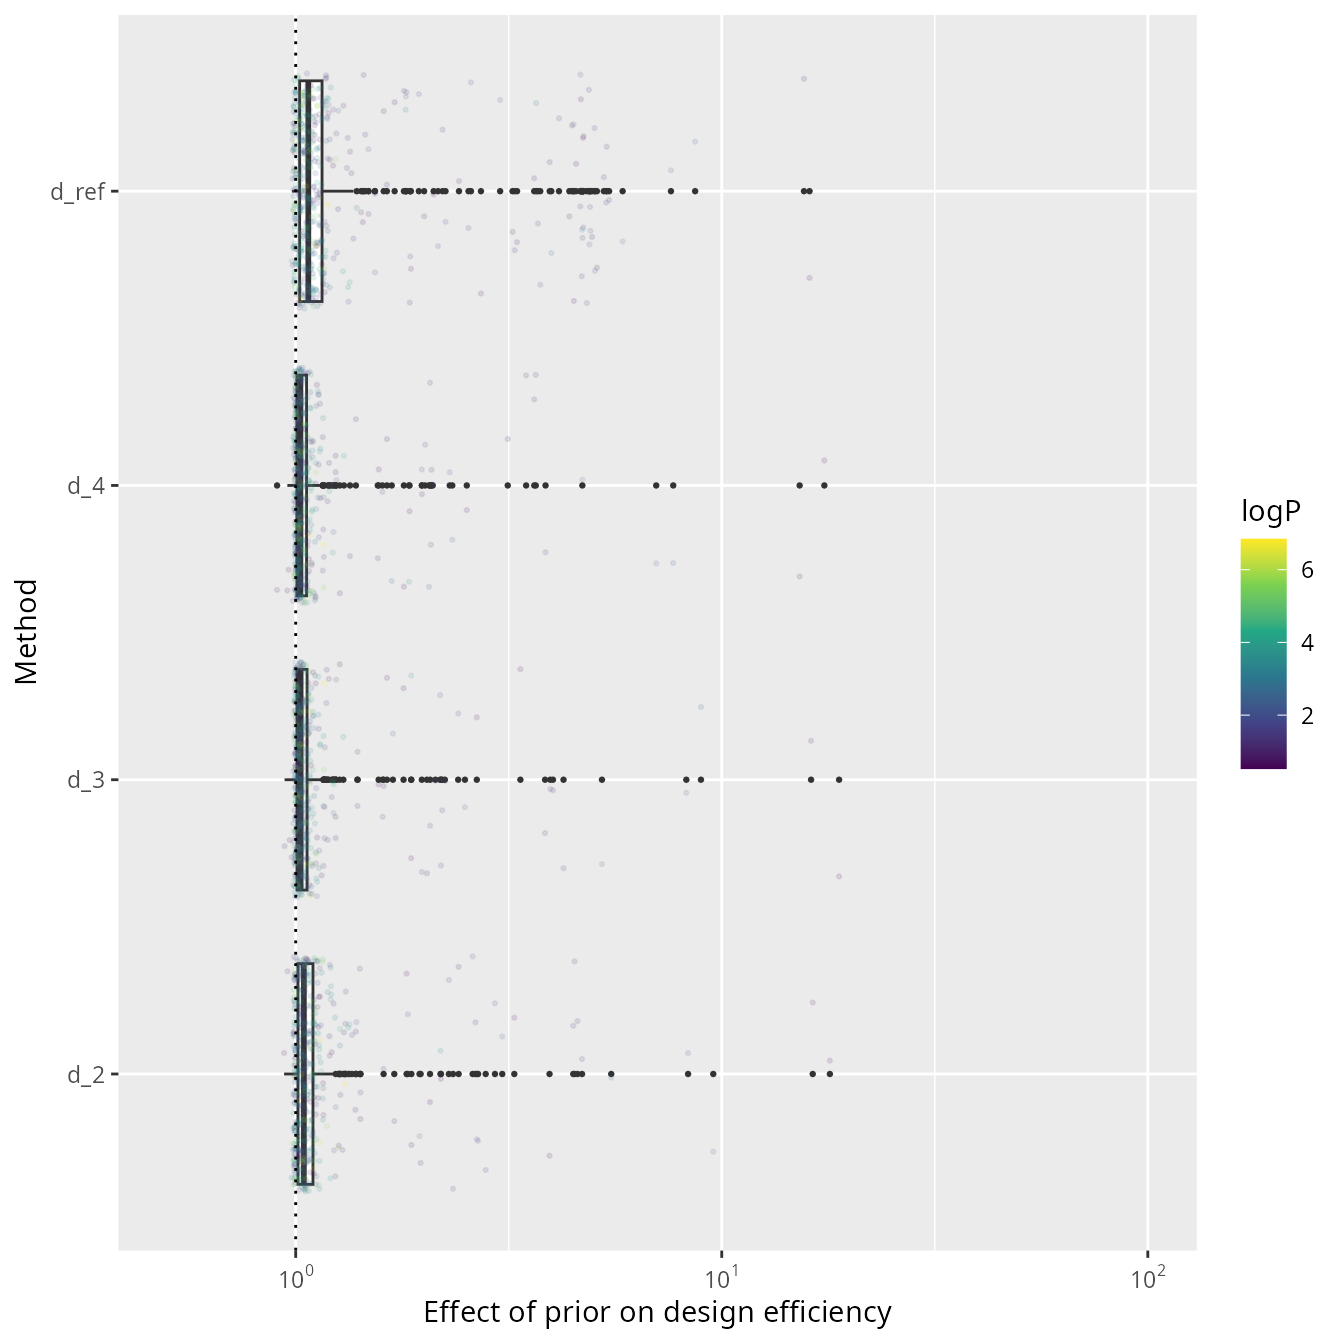 d_ref
d_4
d_3
d_2
Method
10^0
10^1
10^2
Effect of prior on design efficiency
logP
6
4
2